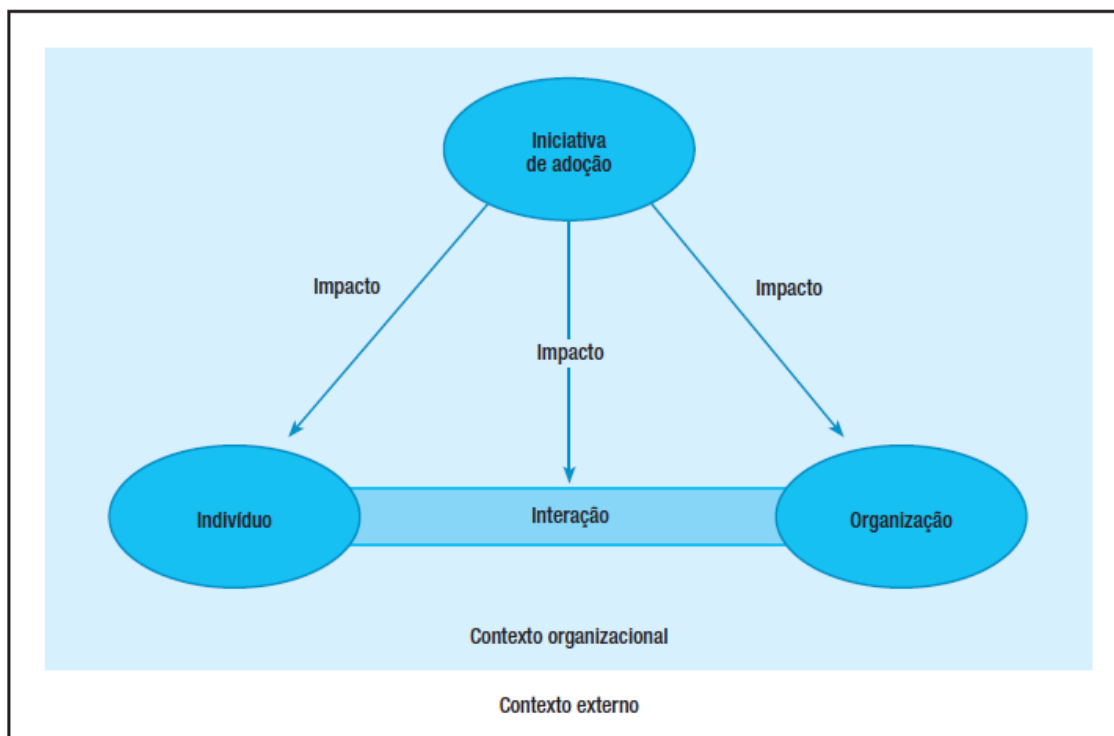 Iniciativa
de adoção
Impacto
Impacto
Impacto
Indivíduo
Interação
Organização
Contexto organizacional
Contexto externo